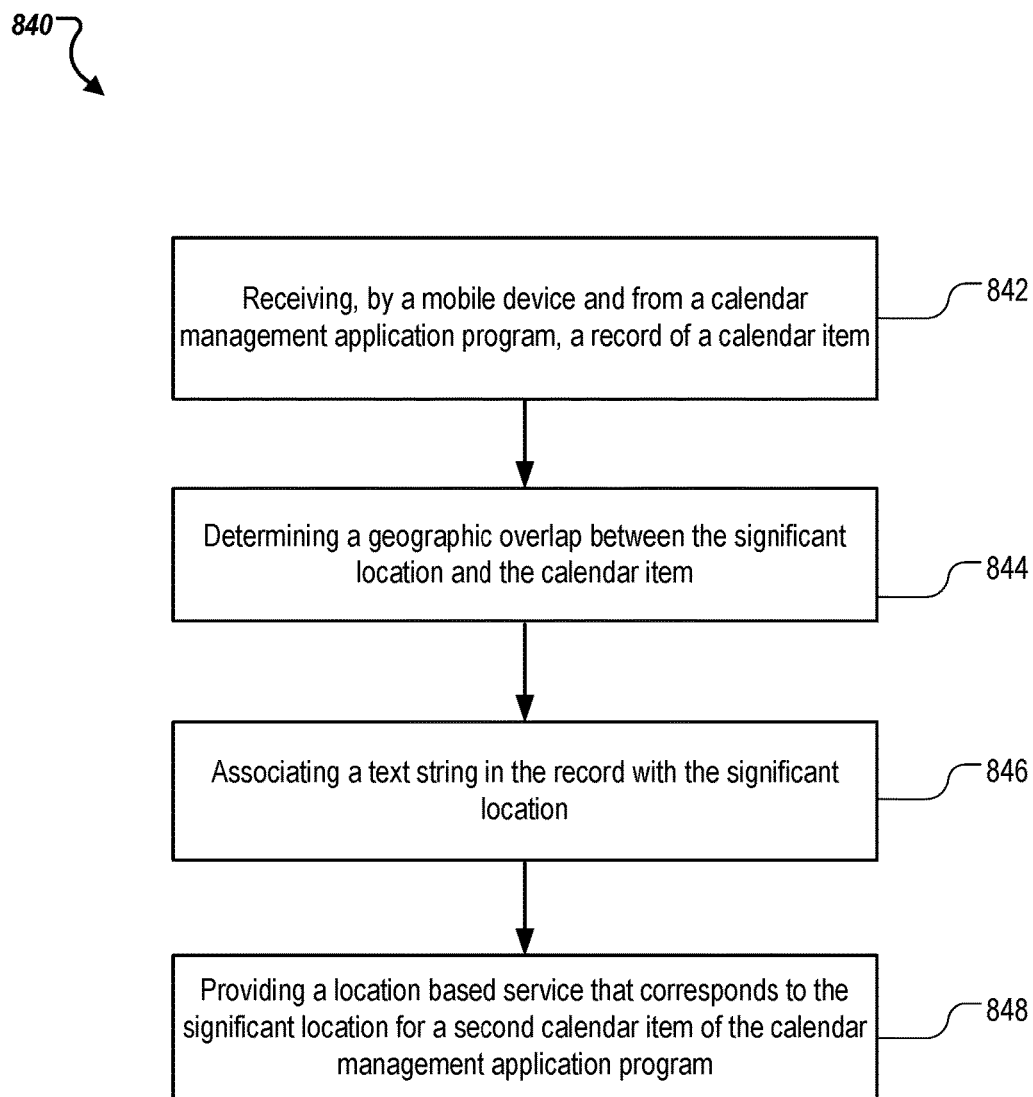 840
Receiving, by a mobile device and from a calendar
management application program, a record of a calendar item
842
Determining a geographic overlap between the significant
location and the calendar item
844
Associating a text string in the record with the significant
location
846
Providing a location based service that corresponds to the
significant location for a second calendar item of the calendar
management application program
848